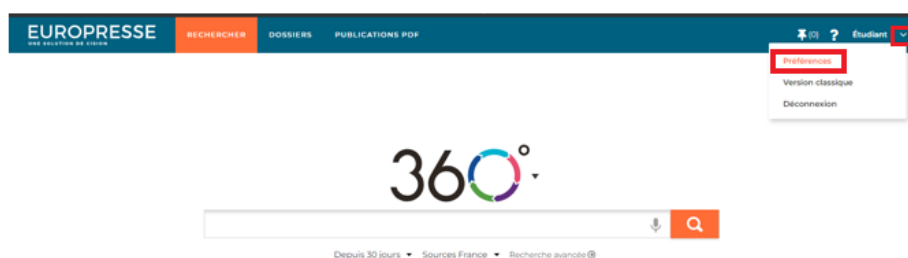 EUROPRESSE
UNE SOLUTION DE CISION
RECHERCHER DOSSIERS PUBLICATIONS PDF
(0) ? Étudiant
Préférences
Version classique
Déconnexion
360°
Depuis 30 jours Sources France Recherche avancée